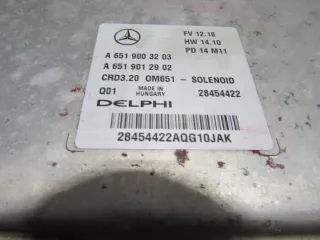 FV 12.16
HW 14.10
PD 14 M11
A 651 900 32 03
A 651 901 29 02
CRD3.20 OM651 - SOLENOID
Q01 MADE IN HUNGARY 28454422
DELPHI
28454422AQG10JAK